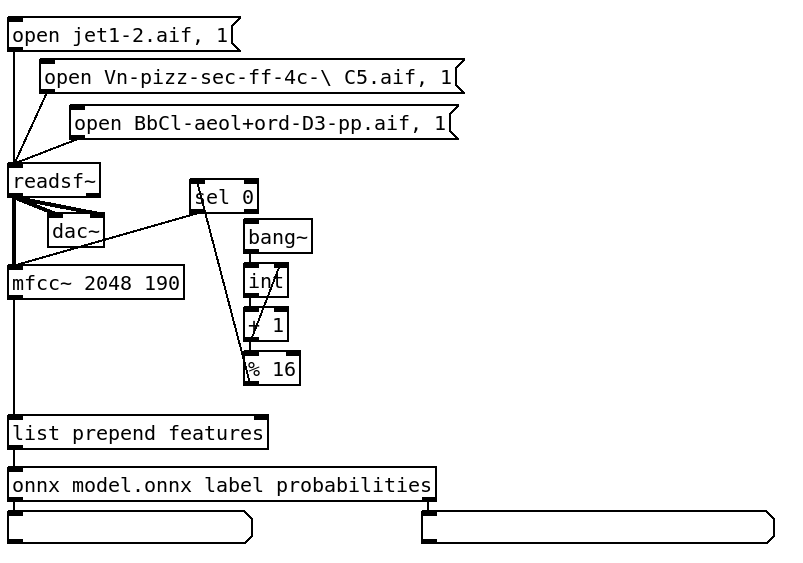 open jet1-2.aif, 1
open Vn-pizz-sec-ff-4c-\ C5.aif, 1
open BbCl-aeol+ord-D3-pp.aif, 1
readsf~
sel 0
dac~
bang~
mfcc~ 2048 190
int
+ 1
% 16
list prepend features
onnx model.onnx label probabilities